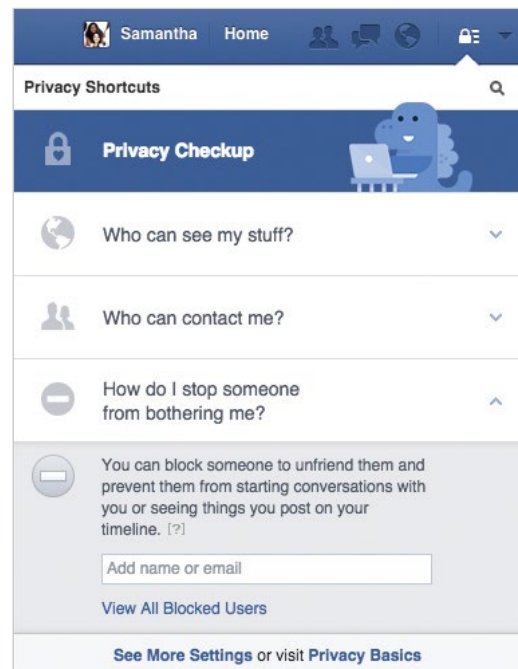 Samantha Home
Privacy Shortcuts
Privacy Checkup
Who can see my stuff?
Who can contact me?
How do I stop someone
from bothering me?
You can block someone to unfriend them and
prevent them from starting conversations with
you or seeing things you post on your
timeline. [?]
Add name or email
View All Blocked Users
See More Settings or visit Privacy Basics